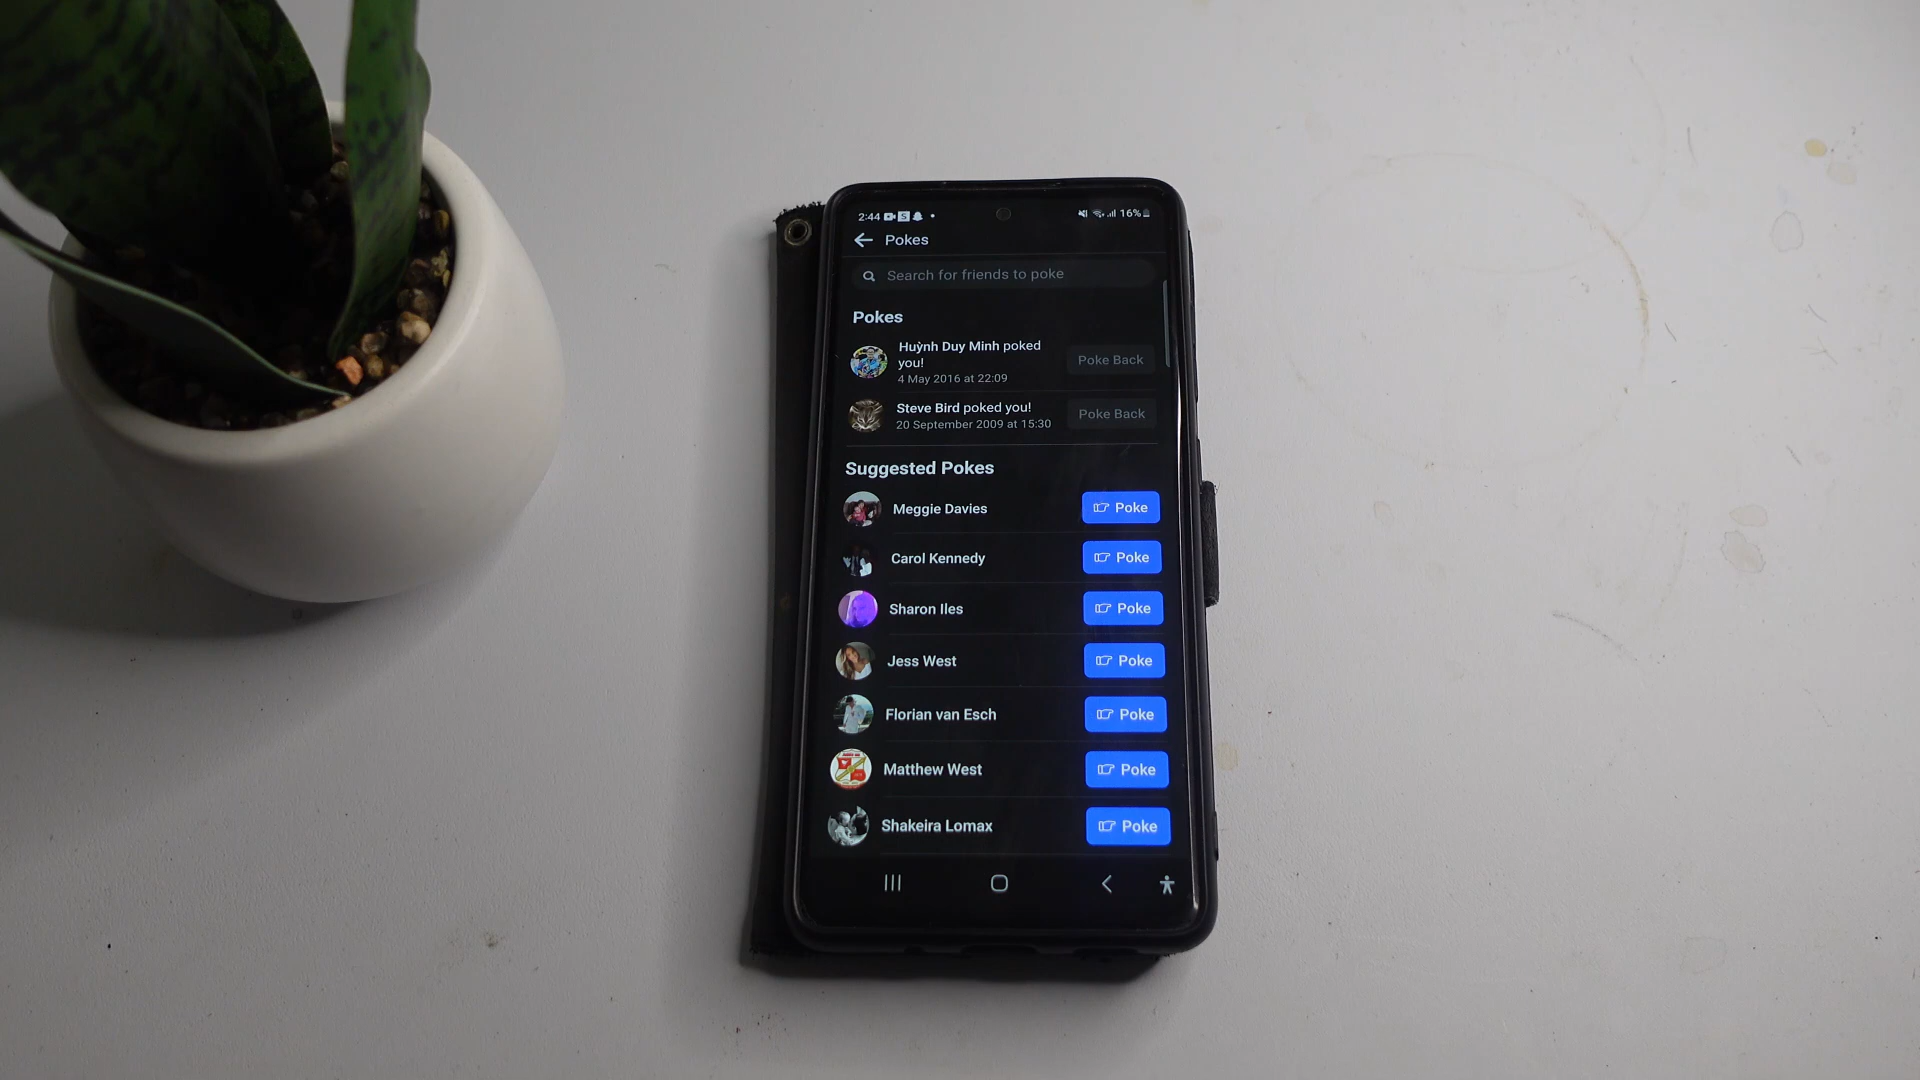 2:44 S 16%
Pokes
Search for friends to poke
Pokes
Huỳnh Duy Minh poked
you!
4 May 2016 at 22:09
Poke Back
Steve Bird poked you!
20 September 2009 at 15:30
Poke Back
Suggested Pokes
Meggie Davies Poke
Carol Kennedy Poke
Sharon Iles Poke
Jess West Poke
Florian van Esch Poke
Matthew West Poke
Shakeira Lomax Poke